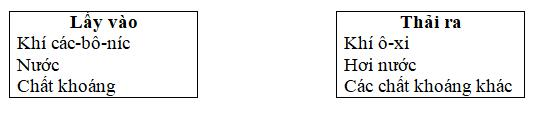 Lấy vào
Khí các-bô-níc
Nước
Chất khoáng
Thải ra
Khí ô-xi
Hơi nước
Các chất khoáng khác